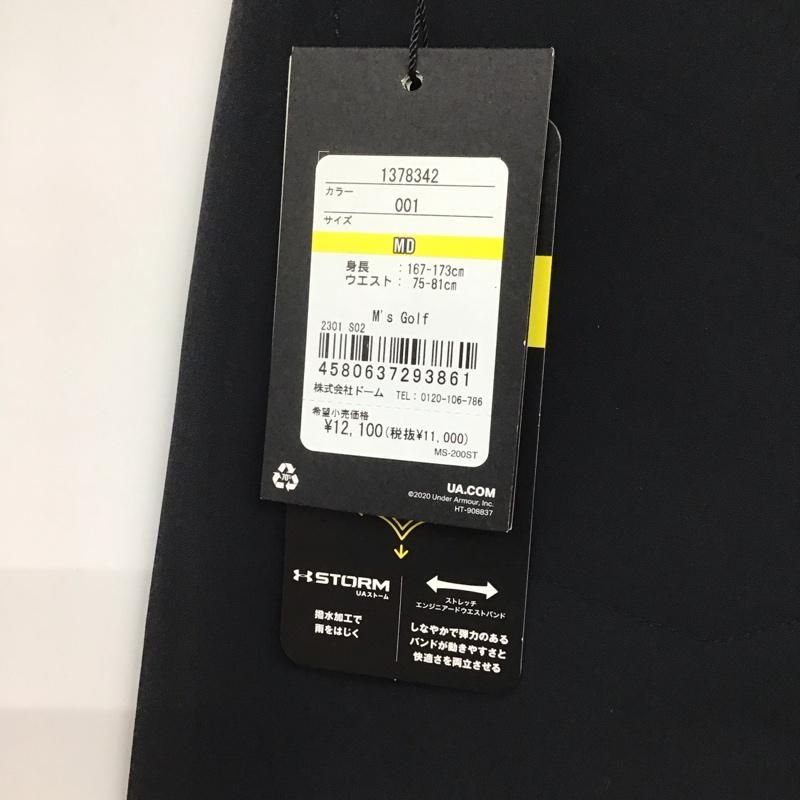 1378342
カラー
001
サイズ
MD
身長 : 167-173cm
ウエスト : 75-81cm
M's Golf
2301 S02
4580637293861
株式会社ドーム TEL: 0120-106-786
希望小売価格
¥12,100(税抜¥11,000)
MS-200ST
UA.COM
©2020 Under Armour, Inc.
HT-908837
STORM
UAストーム
撥水加工で
雨をはじく
ストレッチ
エンジニアードウエストバンド
しなやかで弾力のある
バンドが動きやすさと
快適さを両立させる